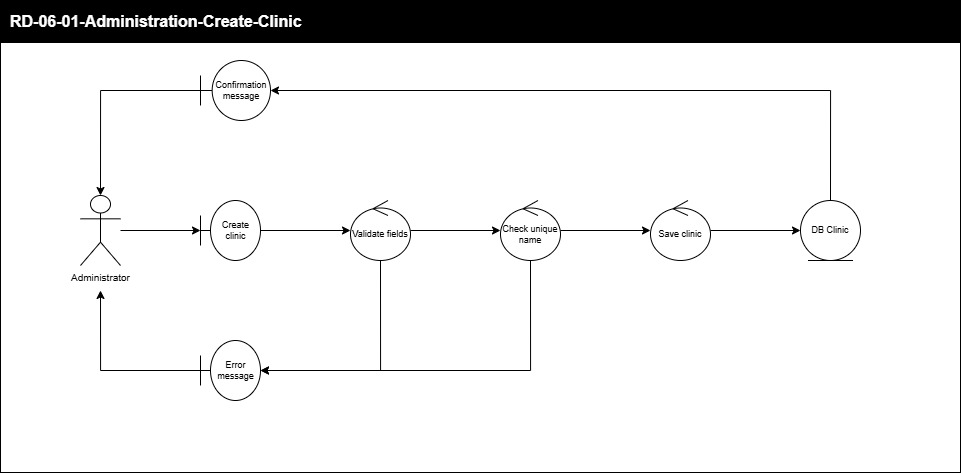 RD-06-01-Administration-Create-Clinic
Confirmation
message
Create
clinic
Validate fields
Check unique
name
Save clinic
DB Clinic
Administrator
Error
message